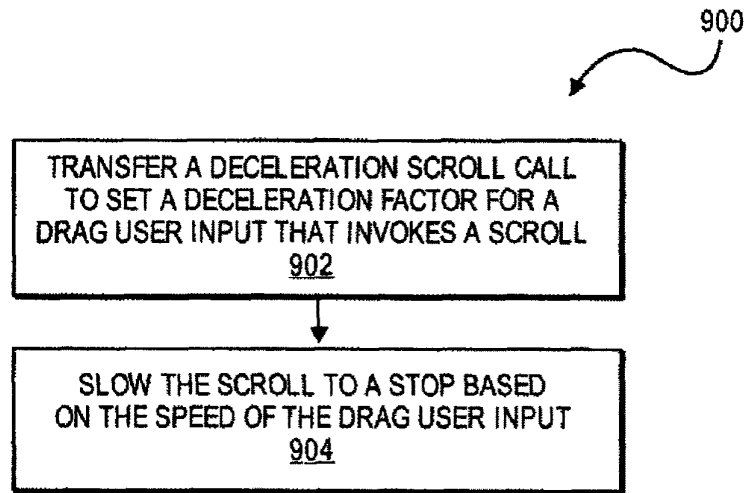 900
TRANSFER A DECELERATION SCROLL CALL
TO SET A DECELERATION FACTOR FOR A
DRAG USER INPUT THAT INVOKES A SCROLL
902
SLOW THE SCROLL TO A STOP BASED
ON THE SPEED OF THE DRAG USER INPUT
904